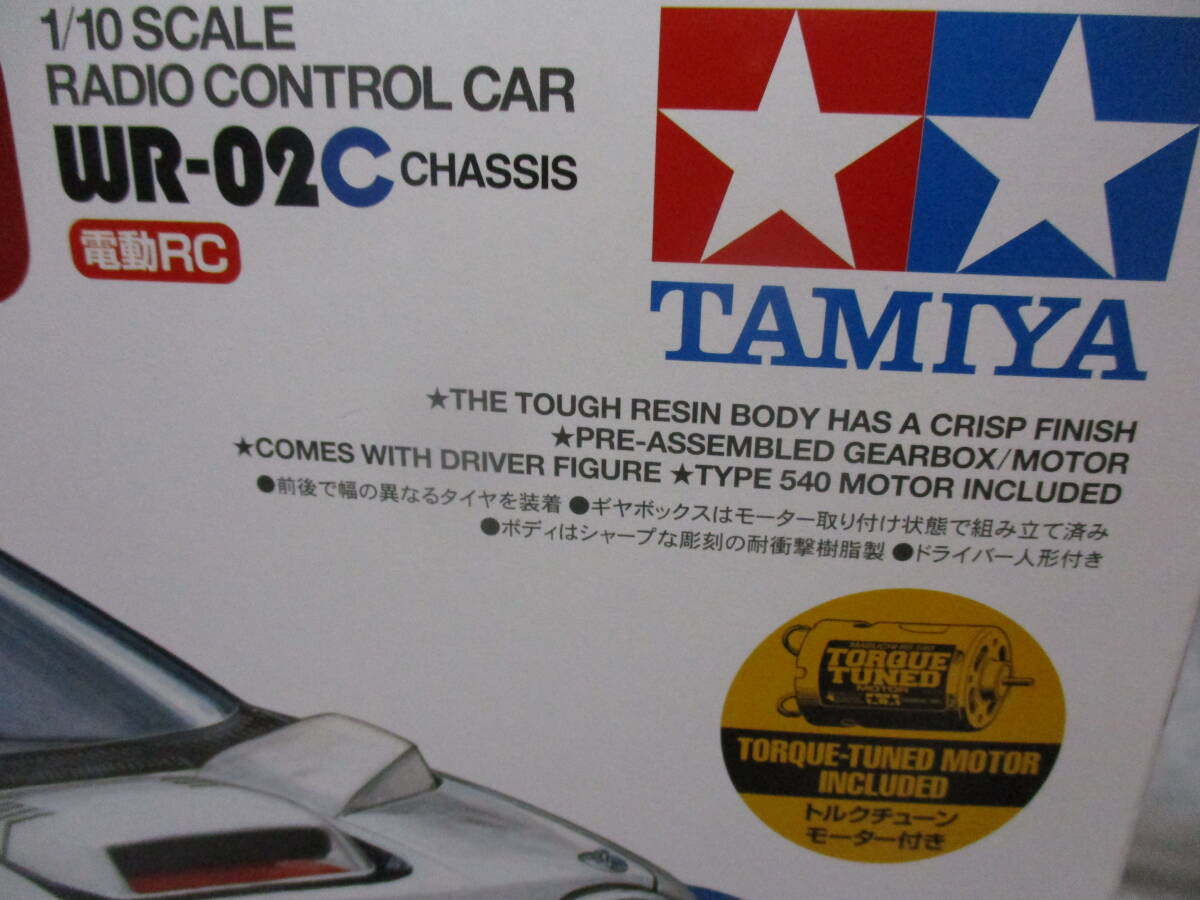 1/10 SCALE
RADIO CONTROL CAR
WR-02C CHASSIS
電動RC
TAMIYA
★THE TOUGH RESIN BODY HAS A CRISP FINISH
★PRE-ASSEMBLED GEARBOX/MOTOR
★COMES WITH DRIVER FIGURE ★TYPE 540 MOTOR INCLUDED
●前後で幅の異なるタイヤを装着 ●ギヤボックスはモーター取り付け状態で組み立て済み
●ボディはシャープな彫刻の耐衝撃樹脂製 ●ドライバー人形付き
MABUCHI RS-540
TORQUE
TUNED
MOTOR
TORQUE-TUNED MOTOR
INCLUDED
トルクチューン
モーター付き